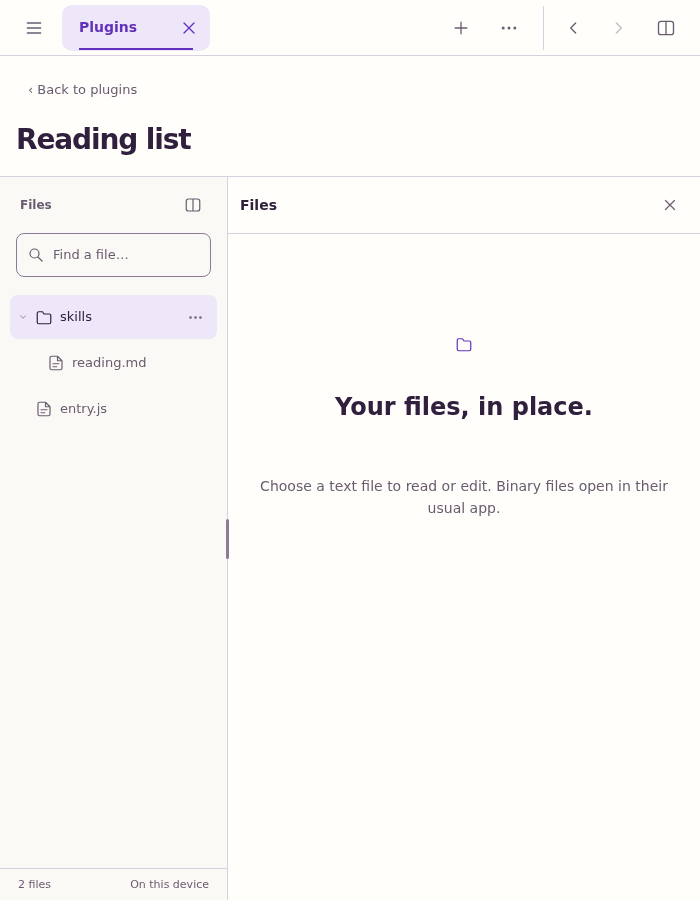 Plugins
‹ Back to plugins
Reading list
Files
Find a file…
skills
reading.md
entry.js
2 files
On this device
Files
Your files, in place.
Choose a text file to read or edit. Binary files open in their
usual app.